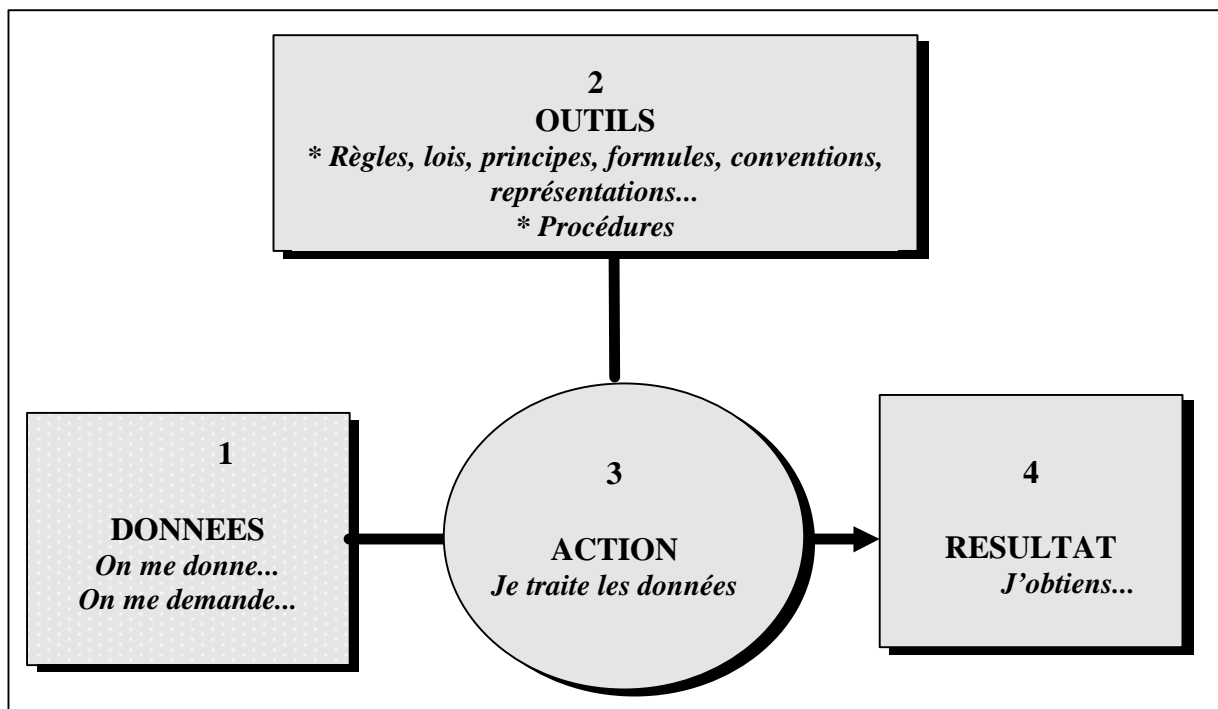 2
OUTILS
* Règles, lois, principes, formules, conventions,
représentations...
* Procédures
1
DONNEES
On me donne...
On me demande...
3
ACTION
Je traite les données
4
RESULTAT
J’obtiens...